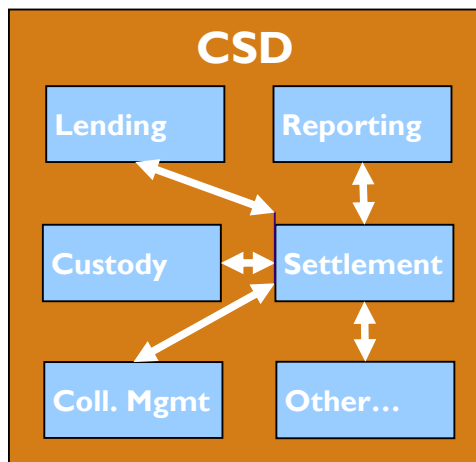 CSD
Lending
Reporting
Custody
Settlement
Coll. Mgmt
Other…